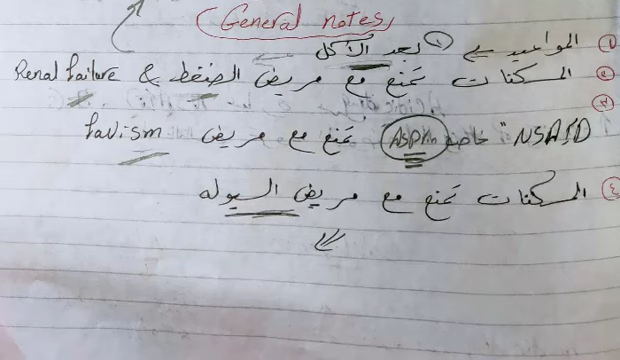 General notes
① المواعيد ← بعد الأكل
② المسكنات تمنع مع مريض الضغط & Renal failure
③ NSAID " خاصة Aspirin تمنع مع مريض favism
④ المسكنات تمنع مع مريض السيوله